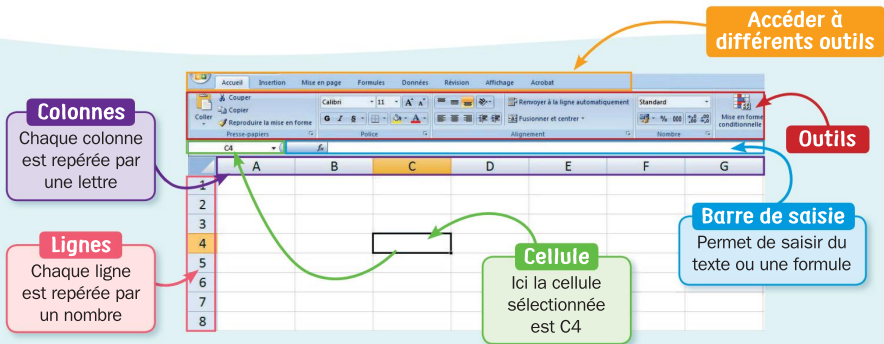 Accéder à
différents outils
Accueil Insertion Mise en page Formules Données Révision Affichage Acrobat
Couper
Copier
Reproduire la mise en forme
Coller
Presse-papiers
Calibri 11 A A
G I S A
Police
Renvoyer à la ligne automatiquement
Fusionner et centrer
Alignement
Standard
% 000
Nombre
Mise en forme
conditionnelle
Outils
C4 fx
A B C D E F G
1
2
3
4
5
6
7
8
Colonnes
Chaque colonne
est repérée par
une lettre
Lignes
Chaque ligne
est repérée par
un nombre
Cellule
Ici la cellule
sélectionnée
est C4
Barre de saisie
Permet de saisir du
texte ou une formule